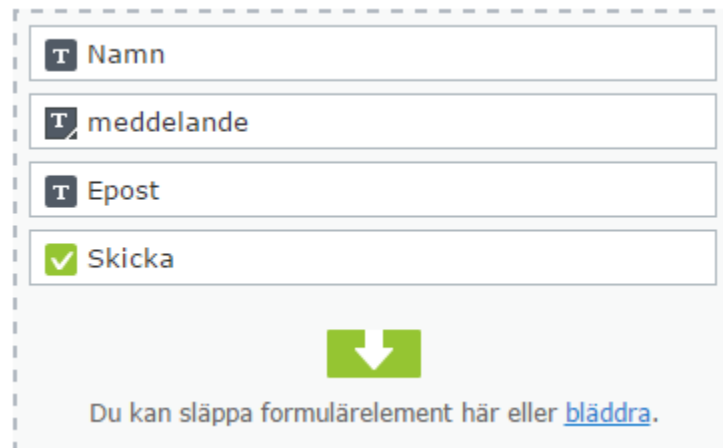 Namn
meddelande
Epost
Skicka
Du kan släppa formulärelement här eller bläddra.